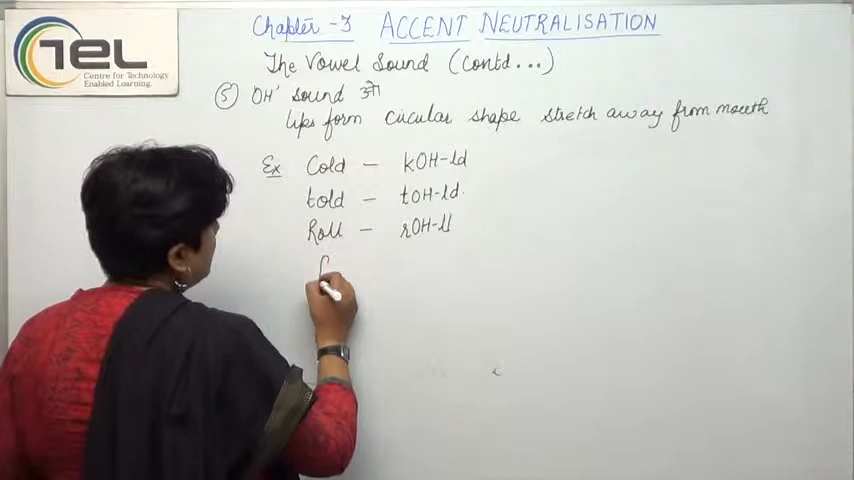 TEL
Centre for Technology
Enabled Learning.
Chapter - 3 ACCENT NEUTRALISATION
The Vowel Sound (Contd...)
5 OH' sound ओ
lips form circular shape stretch away from mouth
Ex Cold - kOH-ld
told - tOH-ld.
Roll - rOH-ll